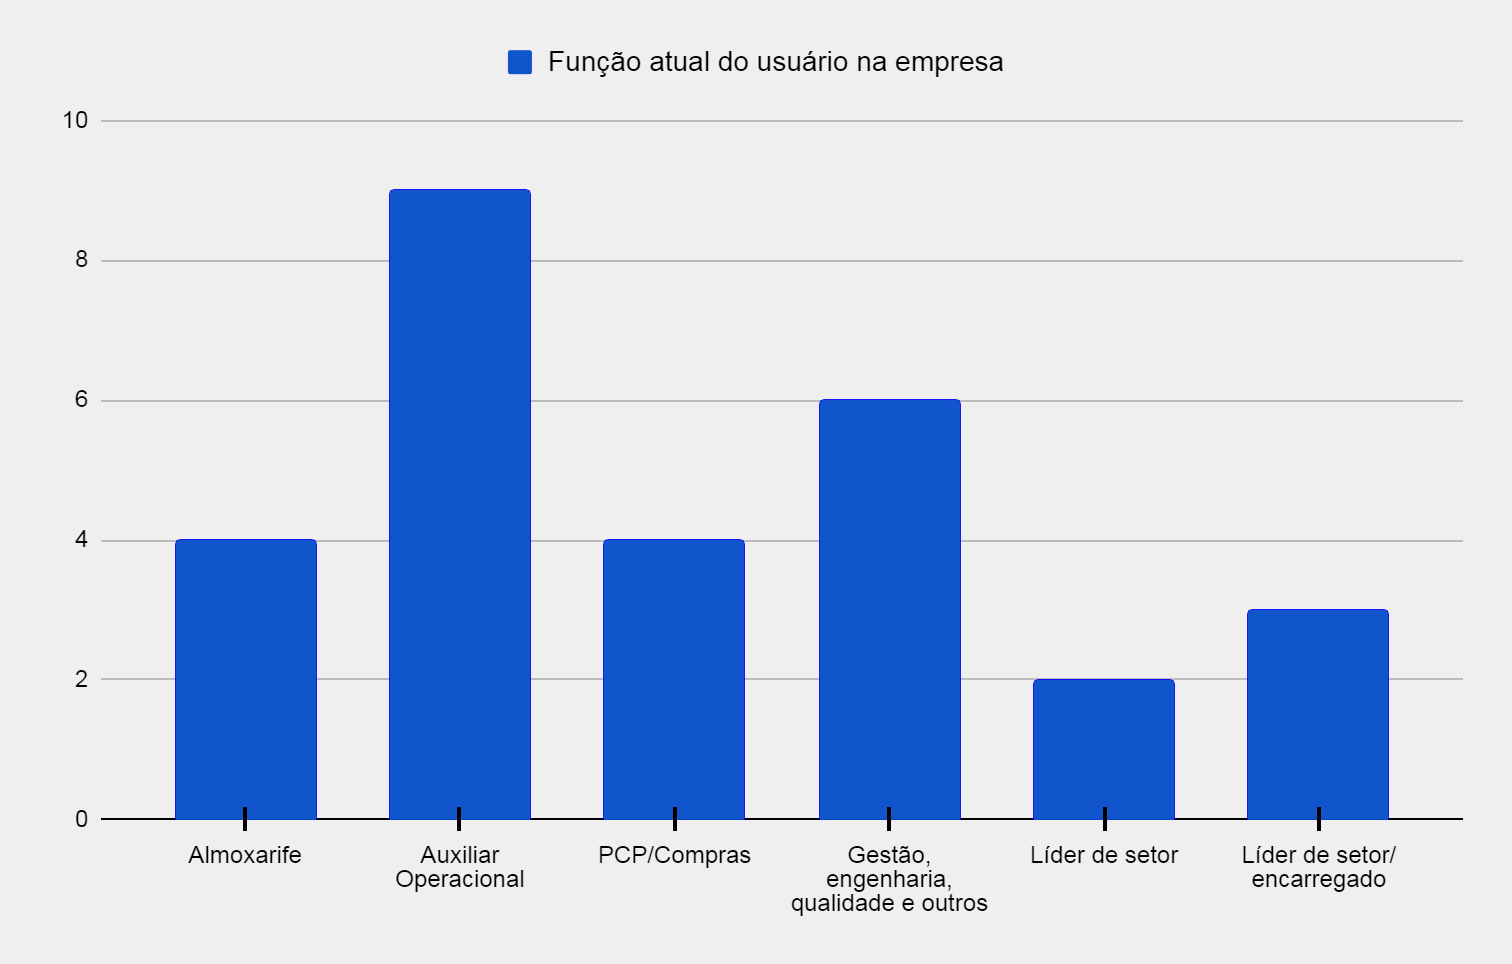 Função atual do usuário na empresa
10
8
6
4
2
0
Almoxarife
Auxiliar
Operacional
PCP/Compras
Gestão,
engenharia,
qualidade e outros
Líder de setor
Líder de setor/
encarregado